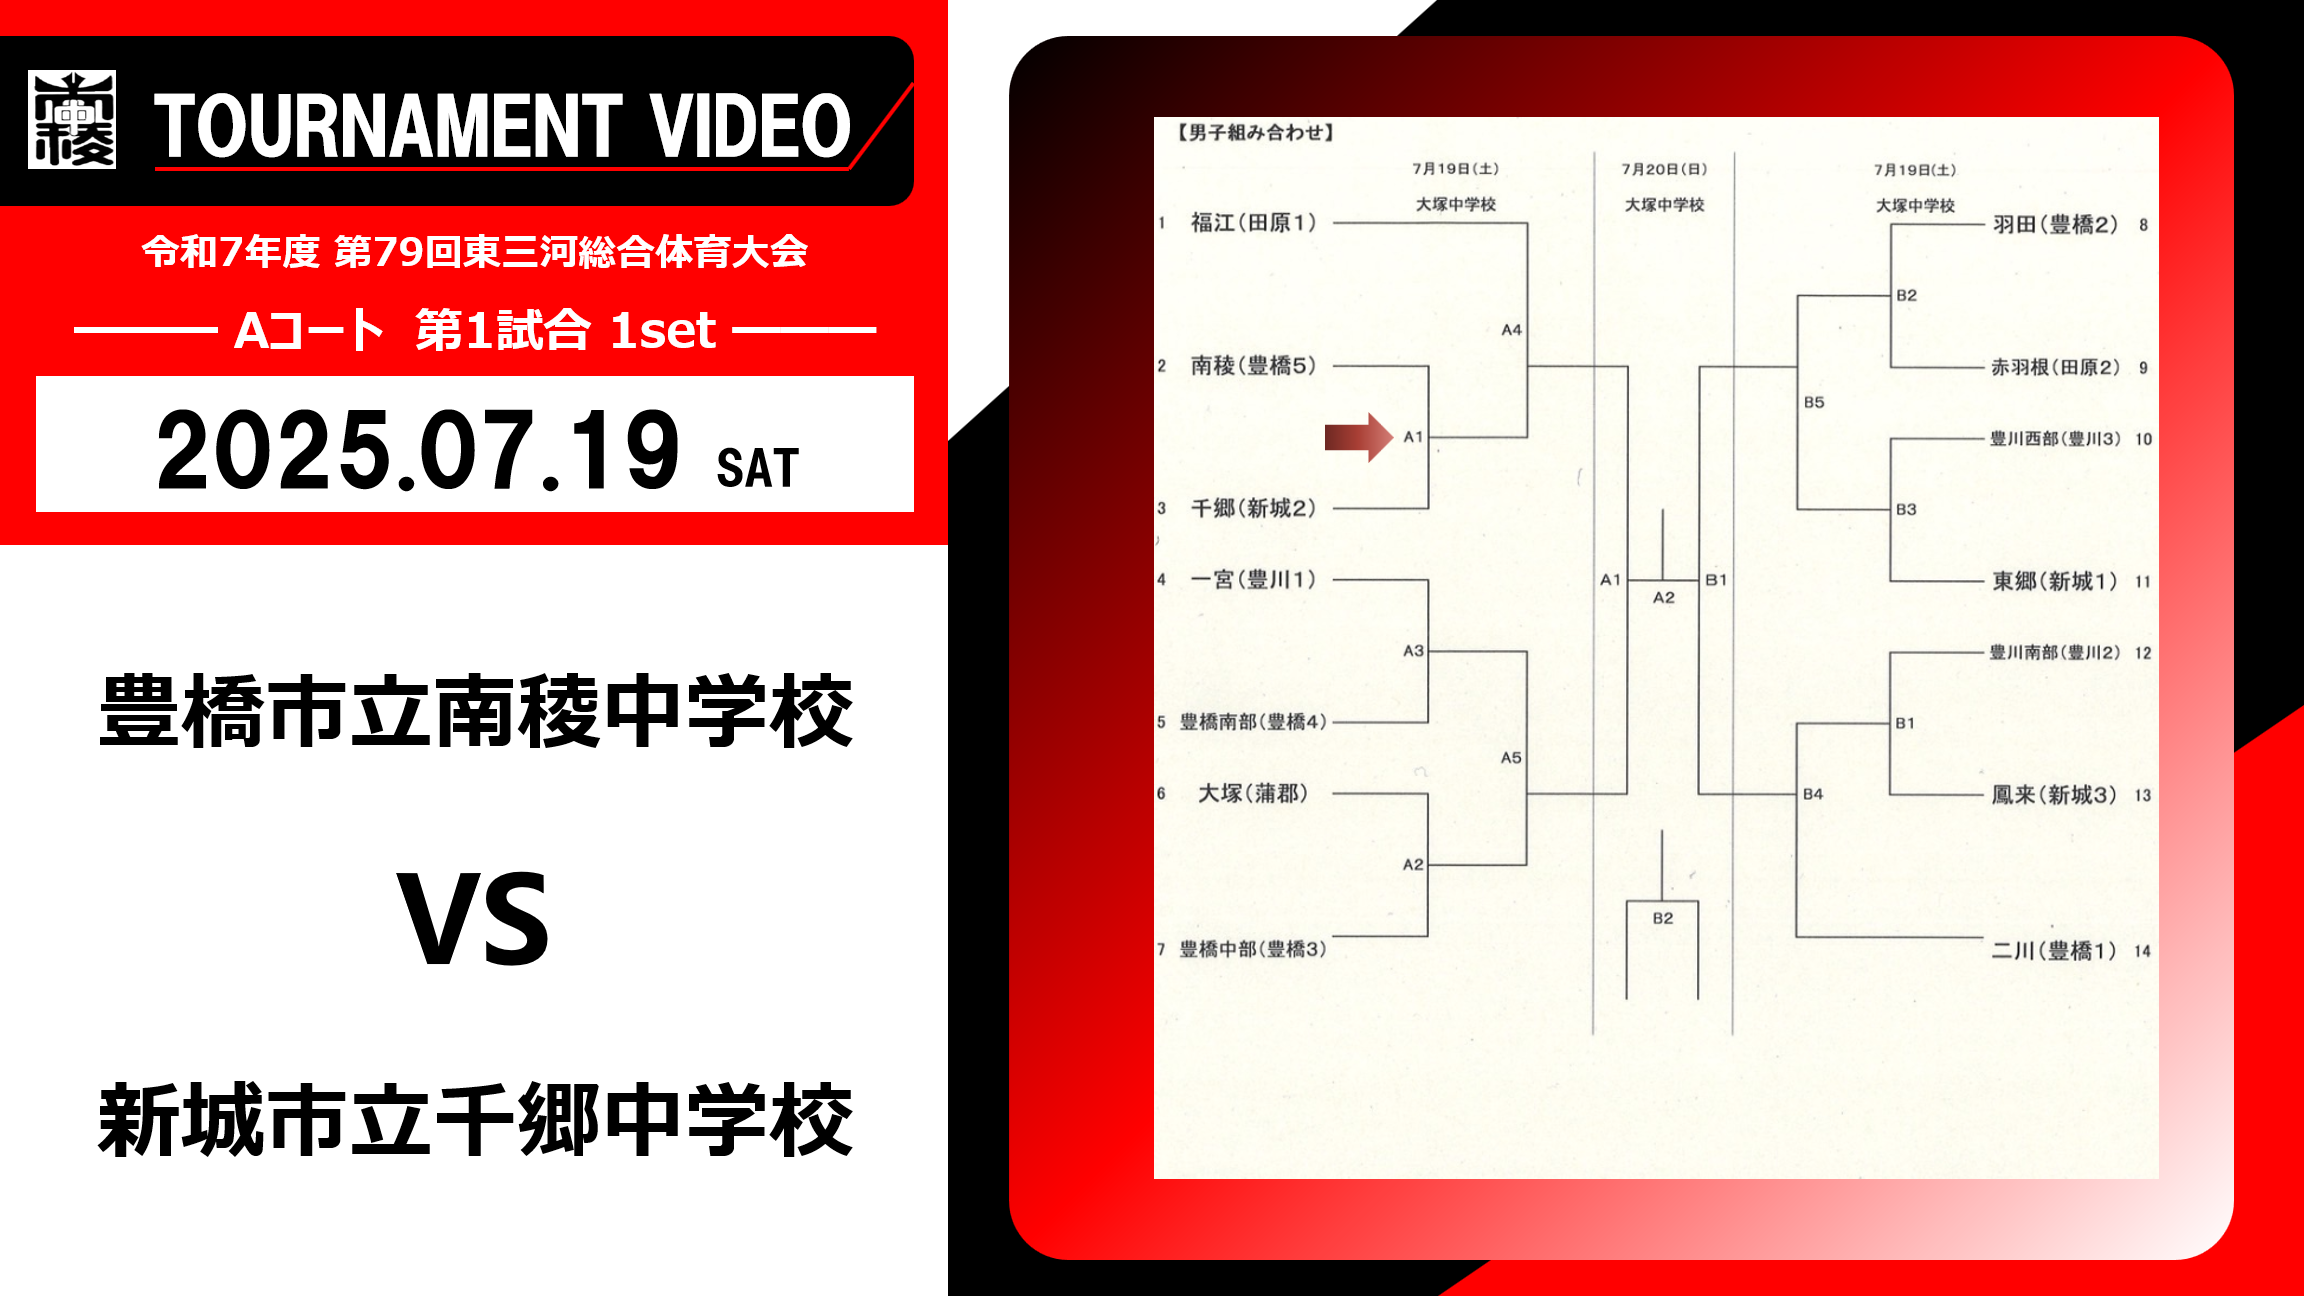 南稜中
TOURNAMENT VIDEO
令和7年度 第79回東三河総合体育大会
Aコート 第1試合 1set
2025.07.19 SAT
豊橋市立南稜中学校
VS
新城市立千郷中学校
【男子組み合わせ】
7月19日(土) 7月20日(日) 7月19日(土)
大塚中学校 大塚中学校 大塚中学校
1 福江(田原1)
羽田(豊橋2) 8
B2
A4
2 南稜(豊橋5)
赤羽根(田原2) 9
B5
A1
豊川西部(豊川3) 10
3 千郷(新城2)
B3
4 一宮(豊川1)
A1 B1
A2
東郷(新城1) 11
A3
豊川南部(豊川2) 12
5 豊橋南部(豊橋4)
B1
A5
6 大塚(蒲郡)
B4
鳳来(新城3) 13
A2
B2
7 豊橋中部(豊橋3)
二川(豊橋1) 14